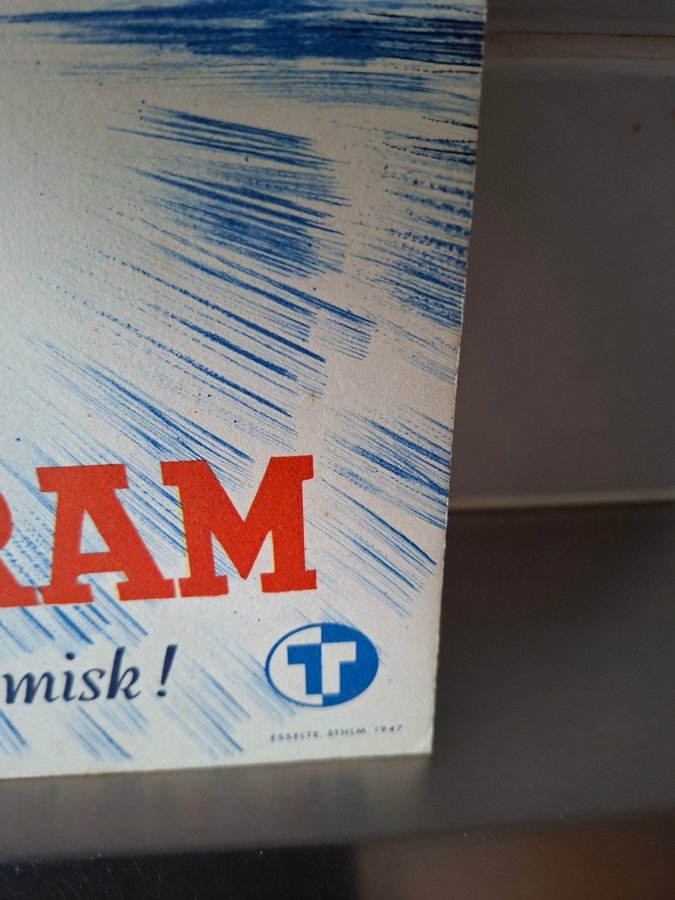 RAM
misk!
T
ESSELTE. STHLM. 1947